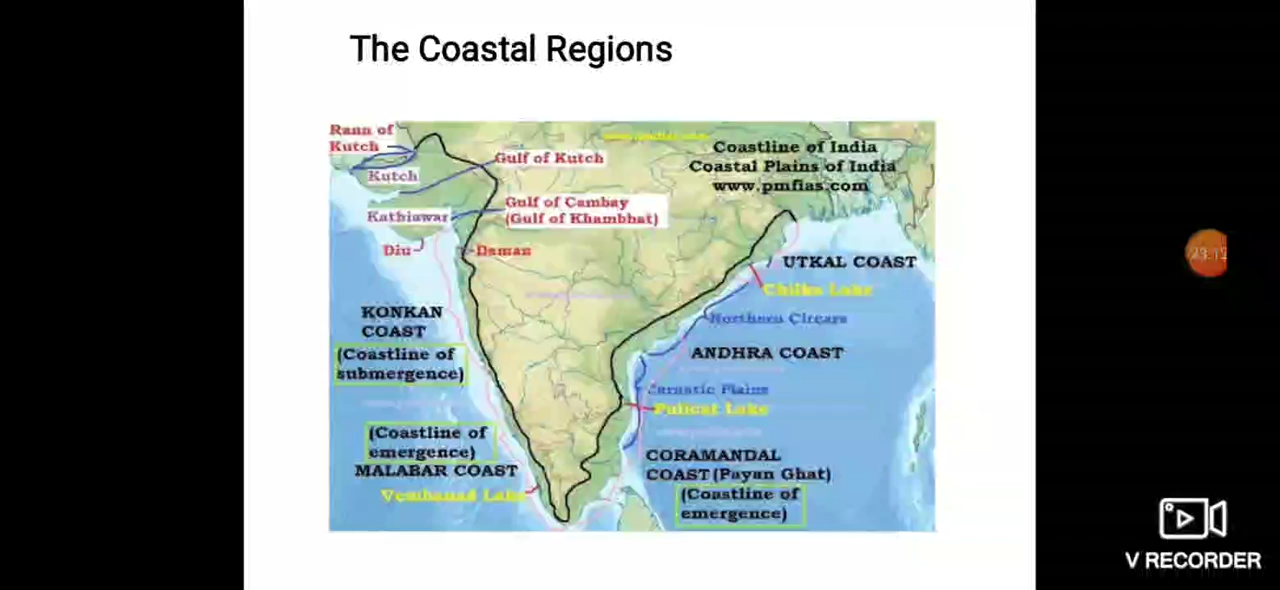 The Coastal Regions
Rann of
Kutch
Kutch
Gulf of Kutch
Gulf of Cambay
(Gulf of Khambhat)
Kathiawar
Diu
Daman
www.pmfias.com
Coastline of India
Coastal Plains of India
www.pmfias.com
UTKAL COAST
Chilka Lake
Northern Circars
ANDHRA COAST
Carnatic Plains
Pulicat Lake
KONKAN
COAST
(Coastline of
submergence)
(Coastline of
emergence)
MALABAR COAST
Vembanad Lake
CORAMANDAL
COAST (Payan Ghat)
(Coastline of
emergence)
V RECORDER